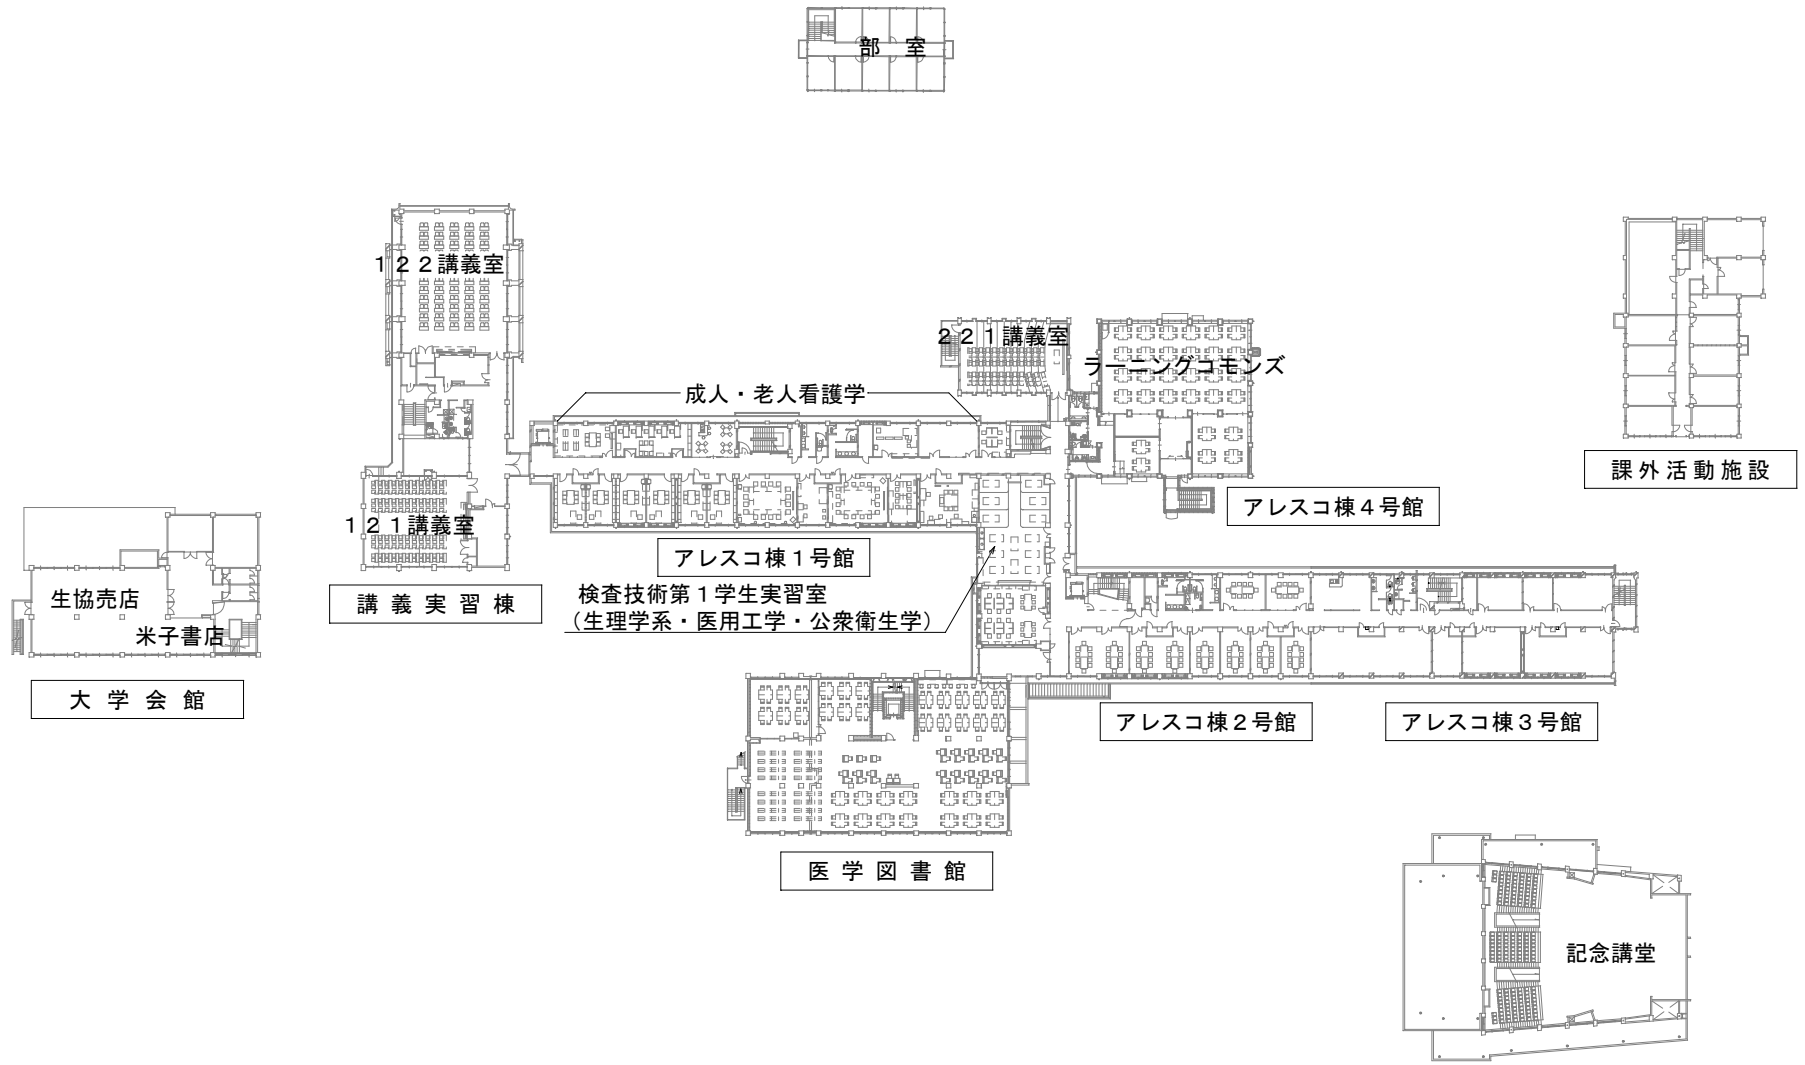 部　室
１２２講義室
２２１講義室
ラーニングコモンズ
成人・老人看護学
課外活動施設
アレスコ棟４号館
１２１講義室
アレスコ棟１号館
生協売店
講義実習棟
検査技術第１学生実習室
（生理学系・医用工学・公衆衛生学）
米子書店
大学会館
アレスコ棟２号館
アレスコ棟３号館
医学図書館
記念講堂